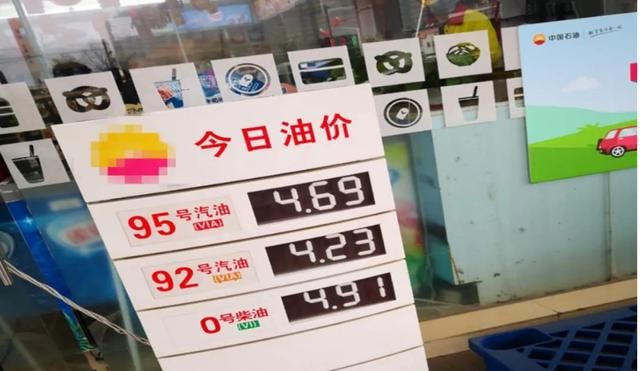 中国石油
今日油价
95号汽油 4.69
(VIA)
92号汽油 4.23
(VIA)
0号柴油 4.91
(VI)